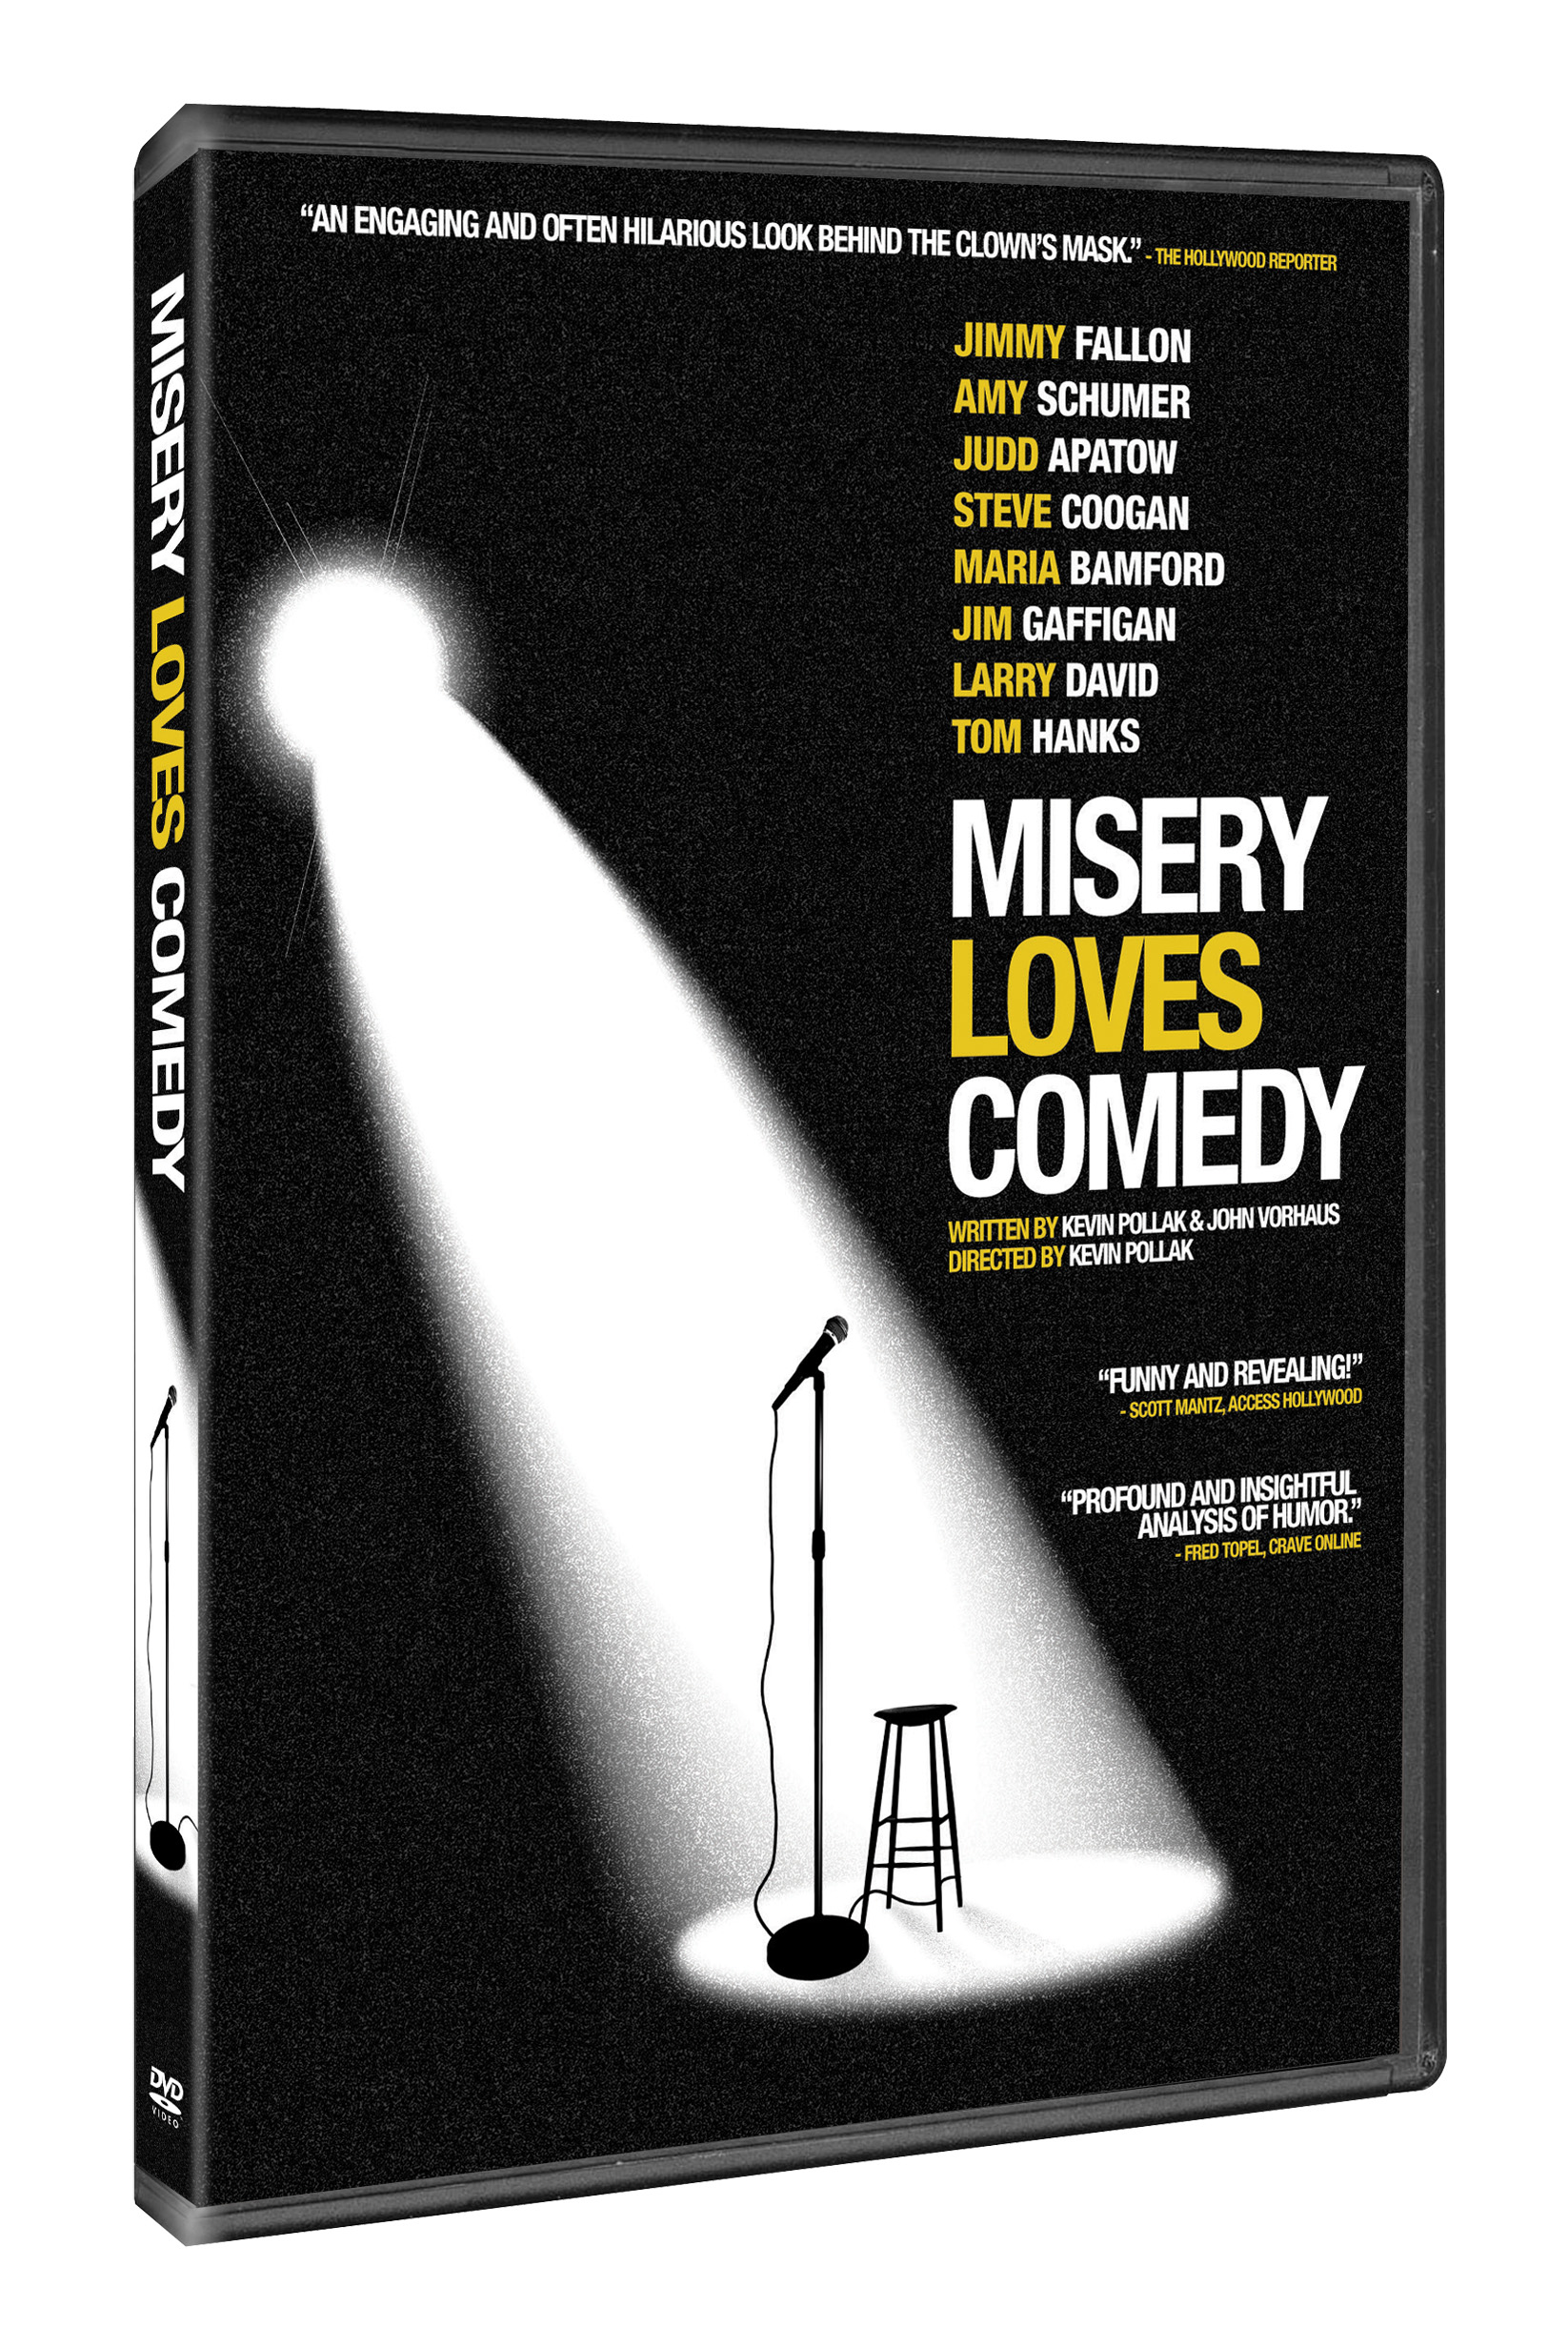 “AN ENGAGING AND OFTEN HILARIOUS LOOK BEHIND THE CLOWN’S MASK.” - THE HOLLYWOOD REPORTER
JIMMY FALLON
AMY SCHUMER
JUDD APATOW
STEVE COOGAN
MARIA BAMFORD
JIM GAFFIGAN
LARRY DAVID
TOM HANKS
MISERY
LOVES
COMEDY
WRITTEN BY KEVIN POLLAK & JOHN VORHAUS
DIRECTED BY KEVIN POLLAK
“FUNNY AND REVEALING!”
- SCOTT MANTZ, ACCESS HOLLYWOOD
“PROFOUND AND INSIGHTFUL
ANALYSIS OF HUMOR.”
- FRED TOPEL, CRAVE ONLINE
MISERY LOVES COMEDY
DVD
VIDEO